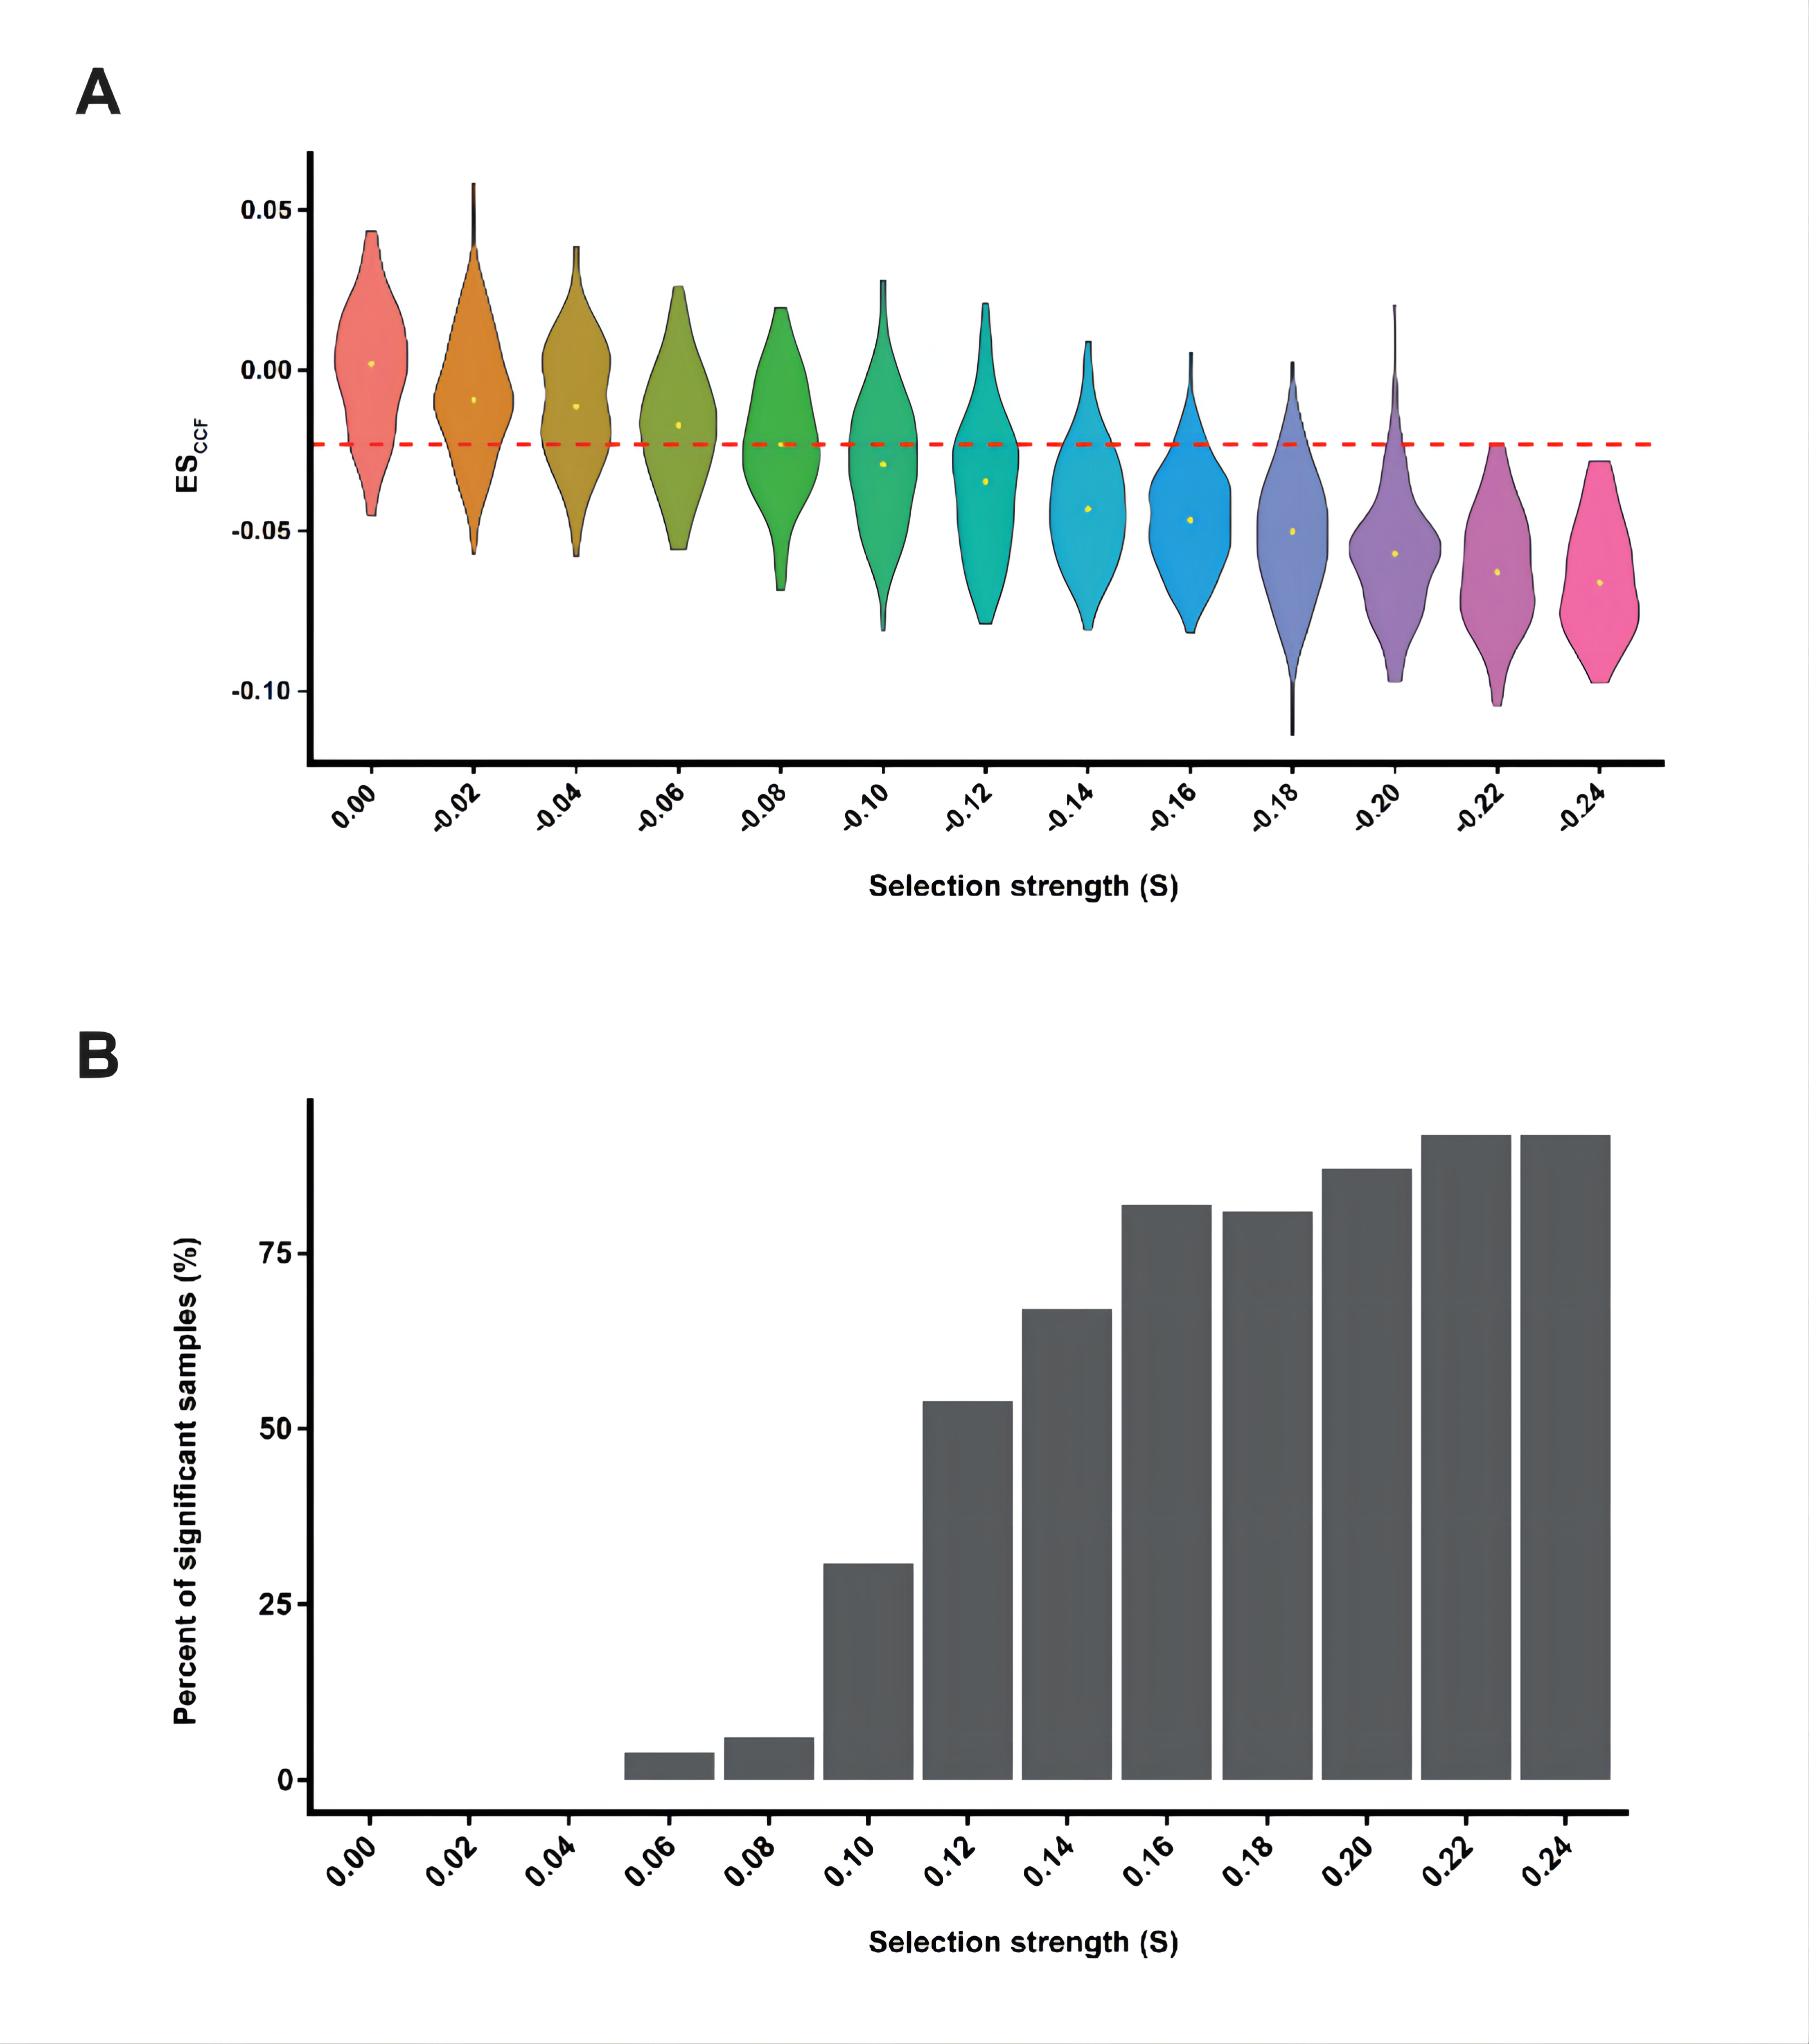 A
0.05
0.00
-0.05
-0.10
ESCCF
0.00 -0.02 -0.04 -0.06 -0.08 -0.10 -0.12 -0.14 -0.16 -0.18 -0.20 -0.22 -0.24
Selection strength (S)
B
75
50
25
0
Percent of significant samples (%)
0.00 0.02 0.04 0.06 0.08 0.10 0.12 0.14 0.16 0.18 0.20 0.22 0.24
Selection strength (S)